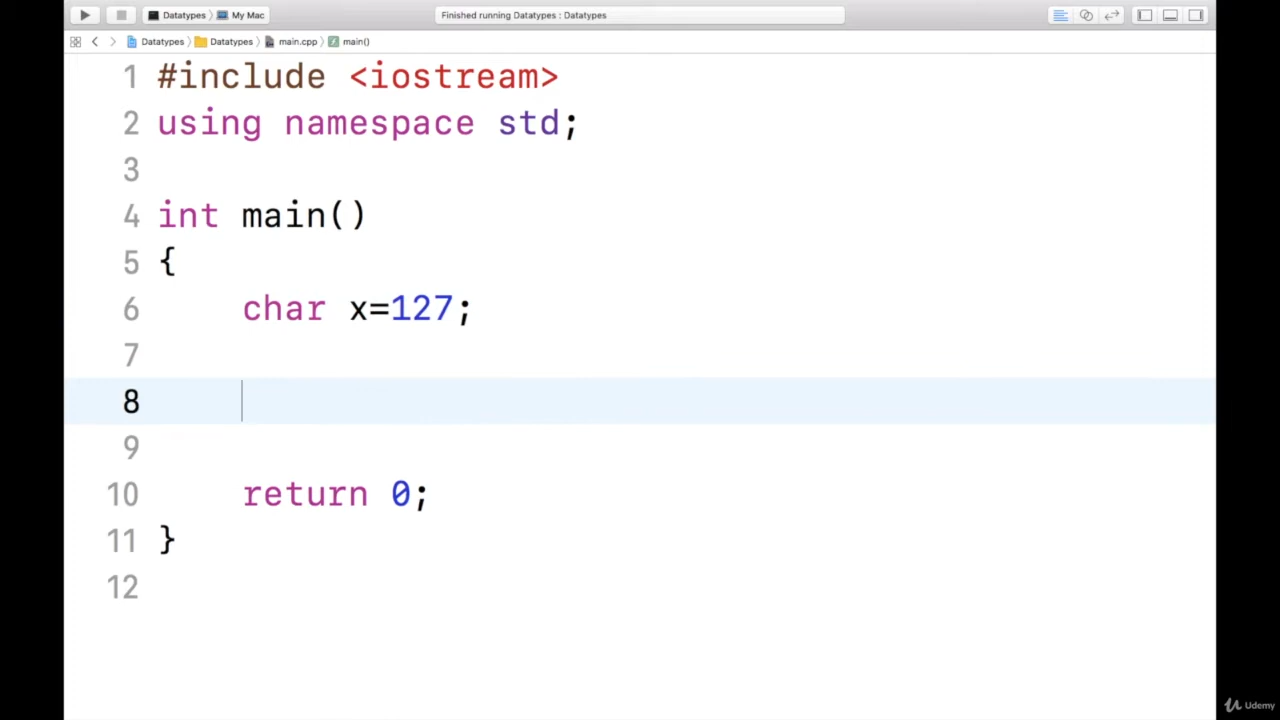 Datatypes My Mac Finished running Datatypes : Datatypes
Datatypes Datatypes main.cpp main()
1 #include <iostream>
2 using namespace std;
3
4 int main()
5 {
6 char x=127;
7
8
9
10 return 0;
11 }
12
Udemy